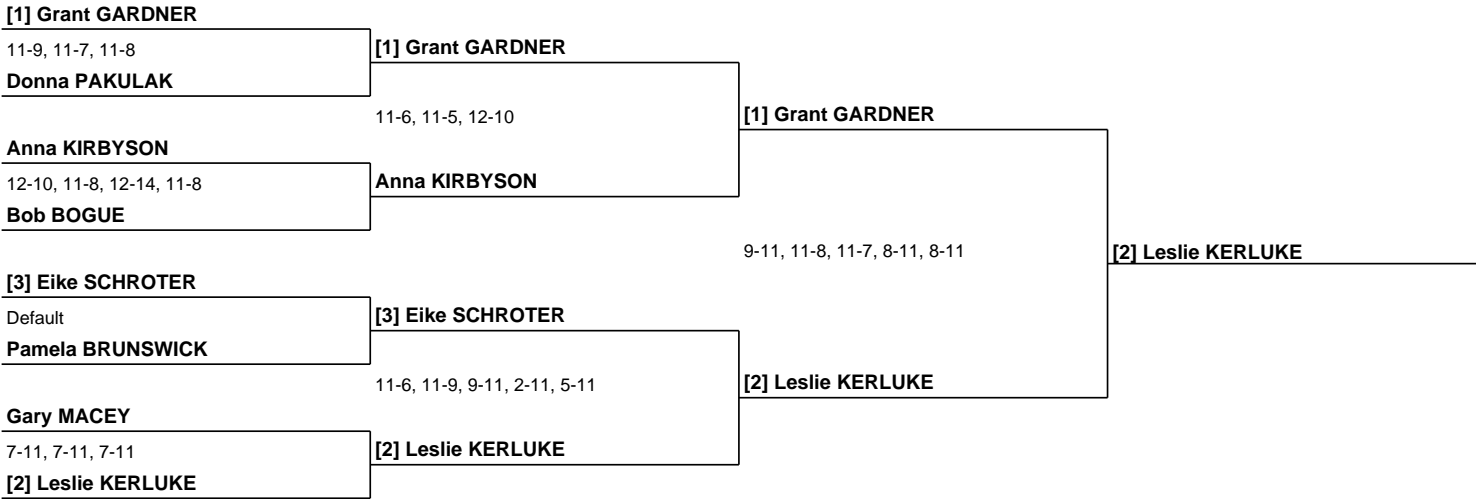 [1] Grant GARDNER
11-9, 11-7, 11-8
Donna PAKULAK
Anna KIRBYSON
12-10, 11-8, 12-14, 11-8
Bob BOGUE
[3] Eike SCHROTER
Default
Pamela BRUNSWICK
Gary MACEY
7-11, 7-11, 7-11
[2] Leslie KERLUKE
[1] Grant GARDNER
11-6, 11-5, 12-10
Anna KIRBYSON
[3] Eike SCHROTER
11-6, 11-9, 9-11, 2-11, 5-11
[2] Leslie KERLUKE
[1] Grant GARDNER
9-11, 11-8, 11-7, 8-11, 8-11
[2] Leslie KERLUKE
[2] Leslie KERLUKE